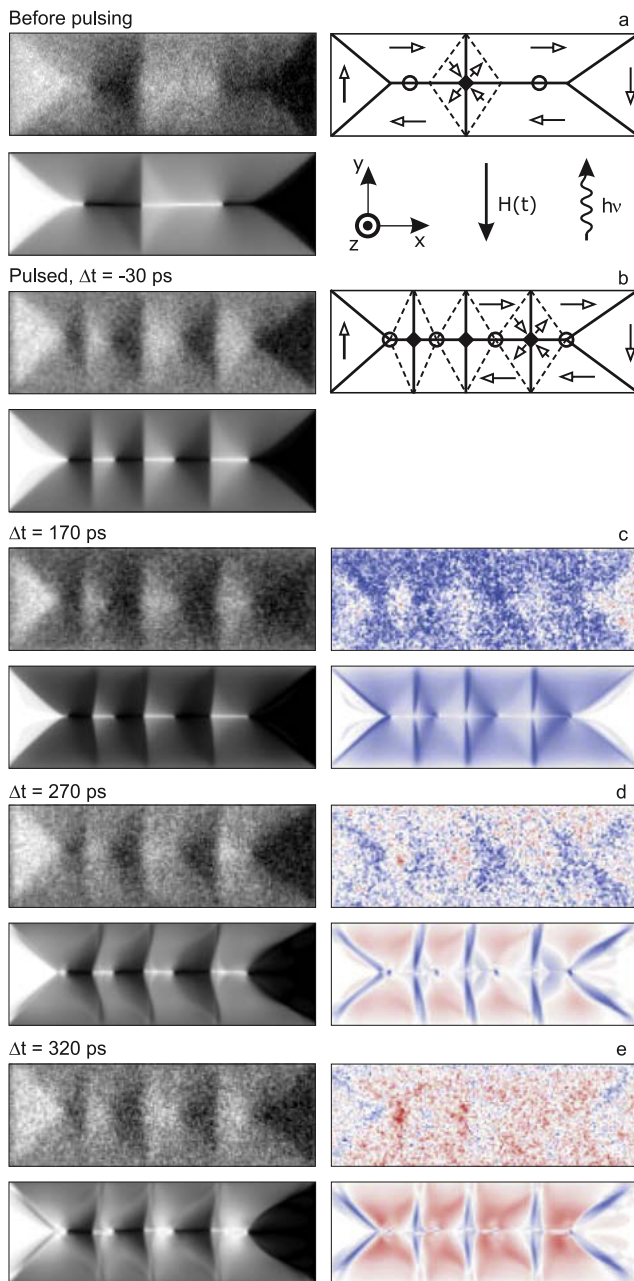 Before pulsing
a
y
z
x
H(t)
hν
Pulsed, Δt = -30 ps
b
Δt = 170 ps
c
Δt = 270 ps
d
Δt = 320 ps
e